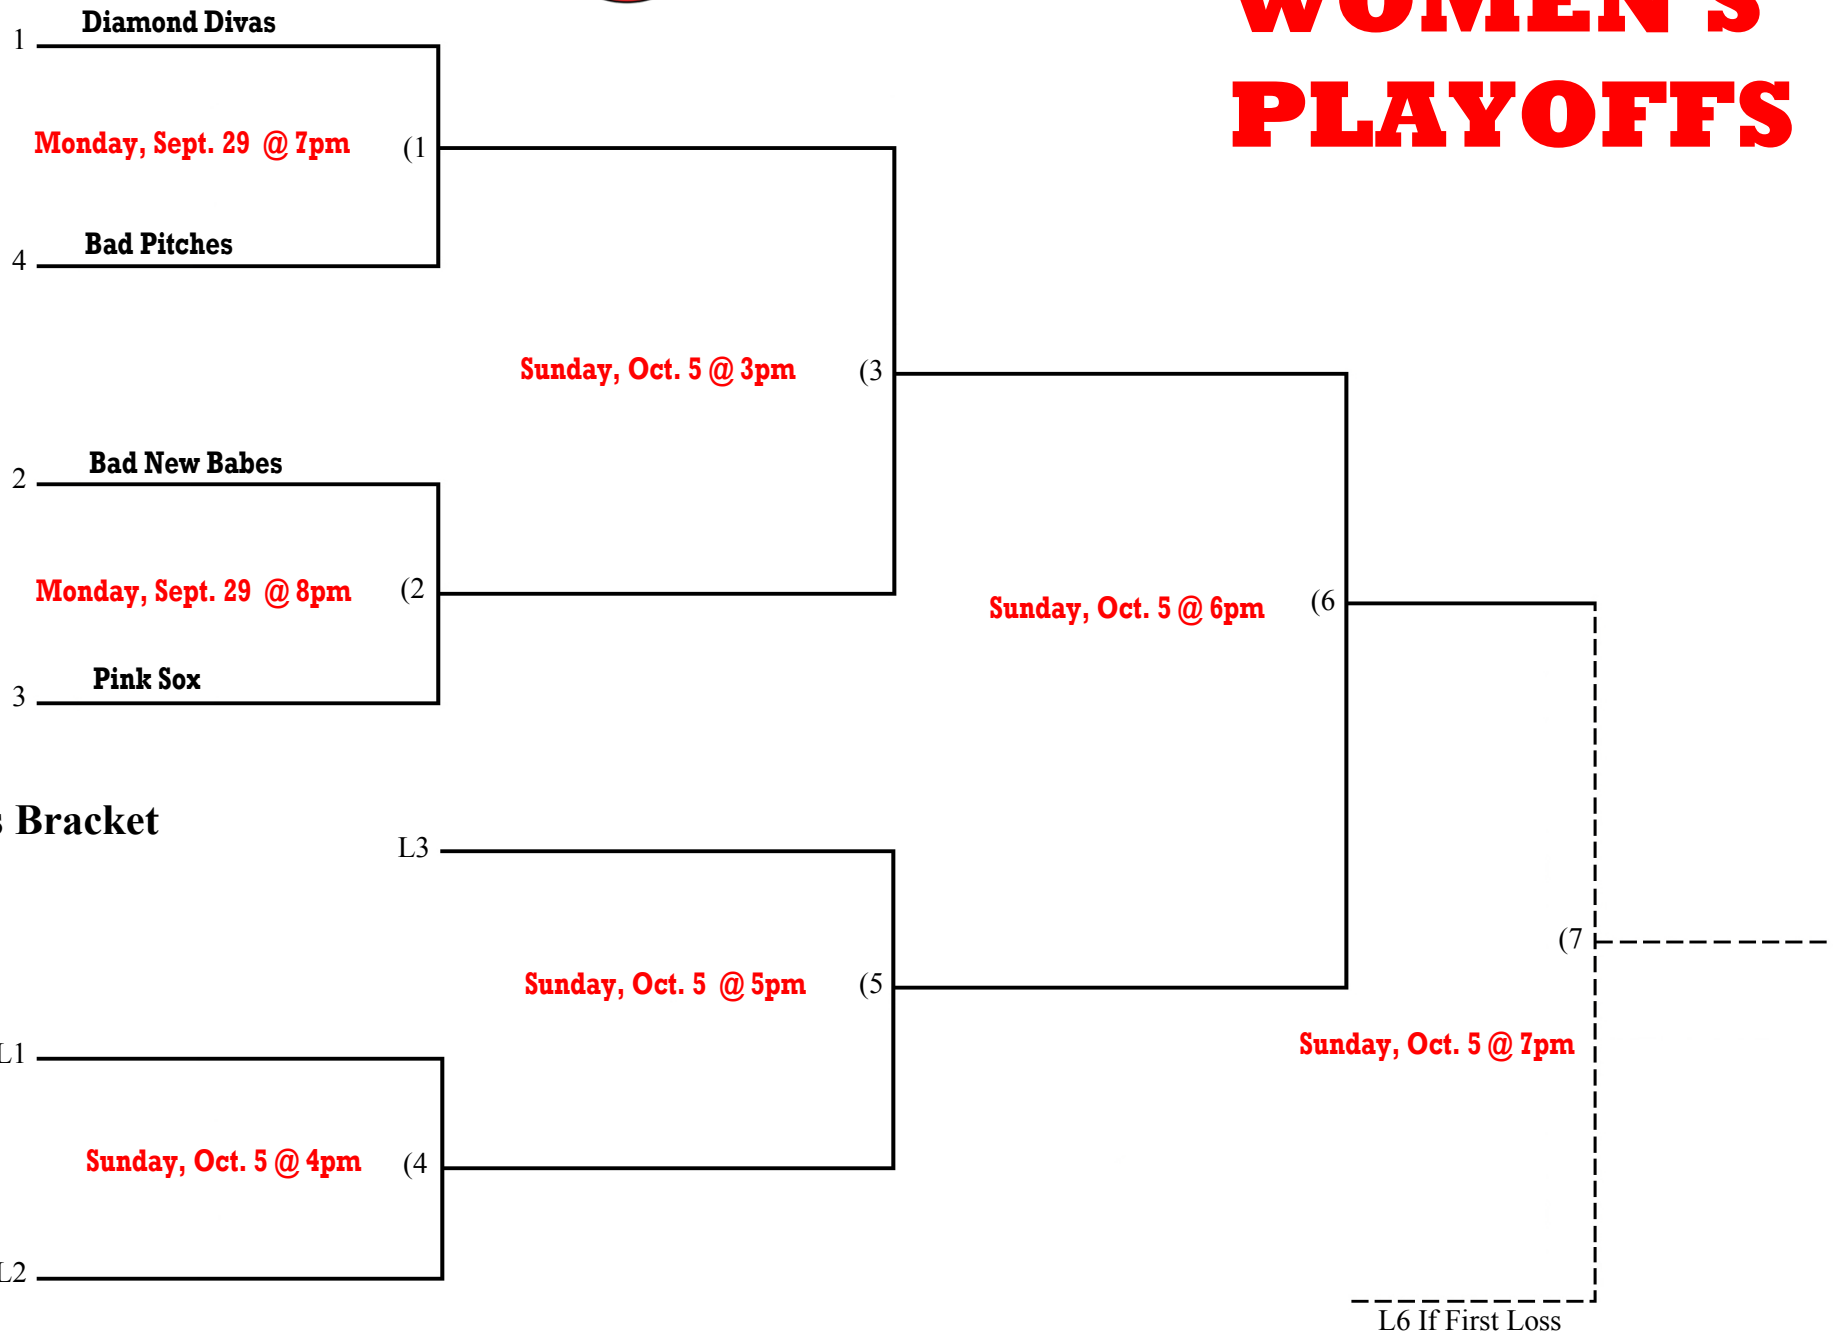 WOMEN's
PLAYOFFS
1 Diamond Divas
Monday, Sept. 29 @ 7pm (1
4 Bad Pitches
Sunday, Oct. 5 @ 3pm (3
2 Bad New Babes
Monday, Sept. 29 @ 8pm (2
Sunday, Oct. 5 @ 6pm (6
3 Pink Sox
s Bracket
L3
(7
Sunday, Oct. 5 @ 5pm (5
Sunday, Oct. 5 @ 7pm
L1
Sunday, Oct. 5 @ 4pm (4
L2
L6 If First Loss